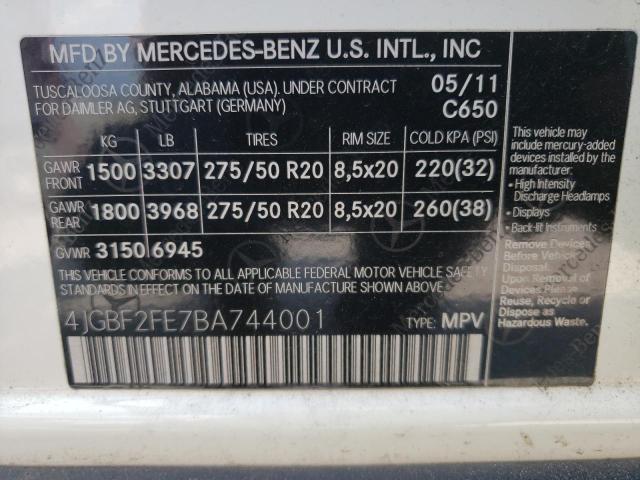 MFD BY MERCEDES-BENZ U.S. INTL., INC
TUSCALOOSA COUNTY, ALABAMA (USA). UNDER CONTRACT 05/11
FOR DAIMLER AG, STUTTGART (GERMANY) C650
KG LB TIRES RIM SIZE COLD KPA (PSI)
GAWR FRONT 1500 3307 275/50 R20 8,5x20 220(32)
GAWR REAR 1800 3968 275/50 R20 8,5x20 260(38)
GVWR 3150 6945
THIS VEHICLE CONFORMS TO ALL APPLICABLE FEDERAL MOTOR VEHICLE SAFETY
STANDARDS IN EFFECT ON THE DATE OF MANUFACTURE SHOWN ABOVE.
4JGBF2FE7BA744001 TYPE: MPV
This vehicle may
include mercury-added
devices installed by the
manufacturer:
• High Intensity
Discharge Headlamps
• Displays
• Back-lit Instruments
Remove Devices
Before Vehicle
Disposal.
Upon Removal of
Devices Please
Reuse, Recycle or
Dispose as
Hazardous Waste.